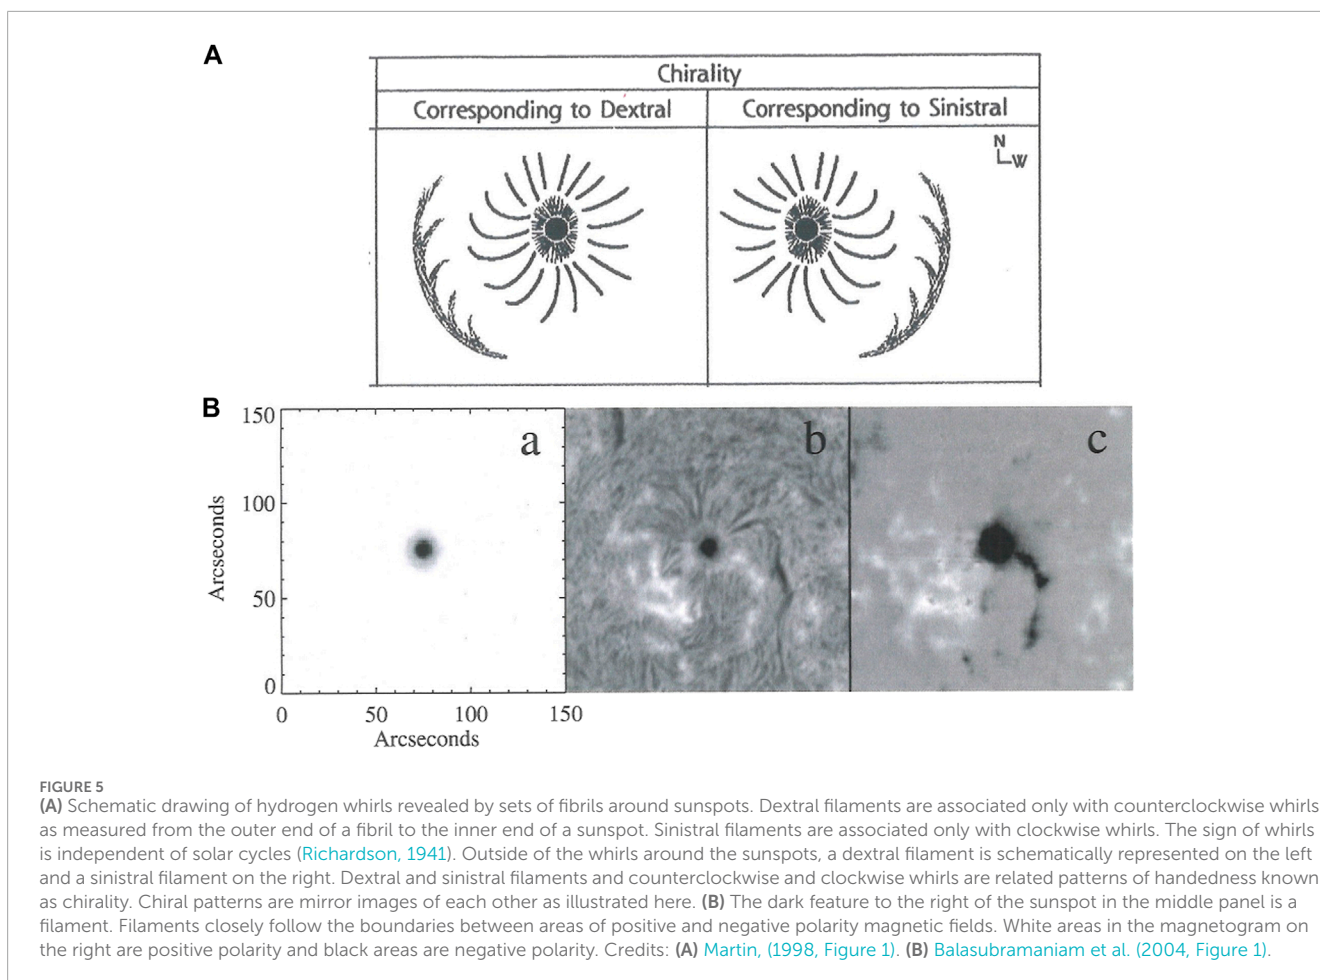 A
Chirality
Corresponding to Dextral
Corresponding to Sinistral
N
W
B
150
100
50
0
Arcseconds
0
50
100
150
Arcseconds
a
b
c
FIGURE 5
(A) Schematic drawing of hydrogen whirls revealed by sets of fibrils around sunspots. Dextral filaments are associated only with counterclockwise whirls
as measured from the outer end of a fibril to the inner end of a sunspot. Sinistral filaments are associated only with clockwise whirls. The sign of whirls
is independent of solar cycles (Richardson, 1941). Outside of the whirls around the sunspots, a dextral filament is schematically represented on the left
and a sinistral filament on the right. Dextral and sinistral filaments and counterclockwise and clockwise whirls are related patterns of handedness known
as chirality. Chiral patterns are mirror images of each other as illustrated here. (B) The dark feature to the right of the sunspot in the middle panel is a
filament. Filaments closely follow the boundaries between areas of positive and negative polarity magnetic fields. White areas in the magnetogram on
the right are positive polarity and black areas are negative polarity. Credits: (A) Martin, (1998, Figure 1). (B) Balasubramaniam et al. (2004, Figure 1).